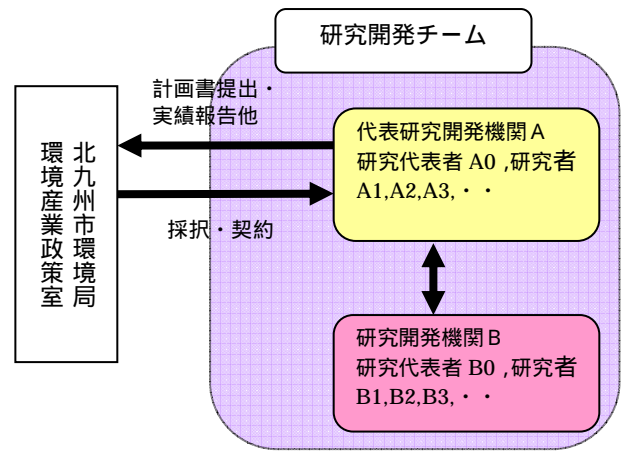 研究開発チーム
計画書提出・
実績報告他
北九州市環境局
環境産業政策室
採択・契約
代表研究開発機関A
研究代表者 A0 ,研究者
A1,A2,A3,・・
研究開発機関B
研究代表者 B0 ,研究者
B1,B2,B3,・・